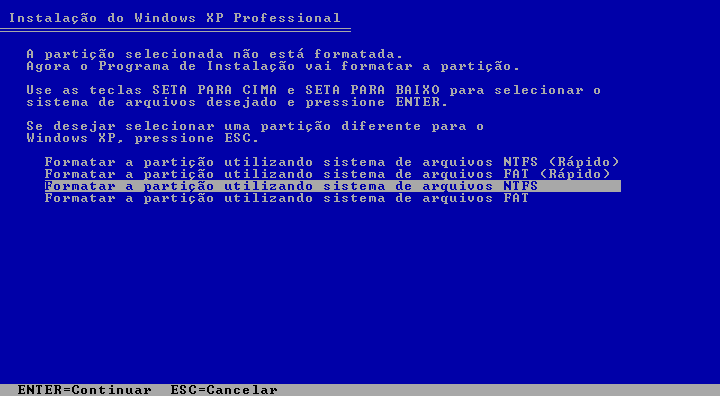 Instalação do Windows XP Professional
A partição selecionada não está formatada.
Agora o Programa de Instalação vai formatar a partição.
Use as teclas SETA PARA CIMA e SETA PARA BAIXO para selecionar o
sistema de arquivos desejado e pressione ENTER.
Se desejar selecionar uma partição diferente para o
Windows XP, pressione ESC.
Formatar a partição utilizando sistema de arquivos NTFS (Rápido)
Formatar a partição utilizando sistema de arquivos FAT (Rápido)
Formatar a partição utilizando sistema de arquivos NTFS
Formatar a partição utilizando sistema de arquivos FAT
ENTER=Continuar ESC=Cancelar